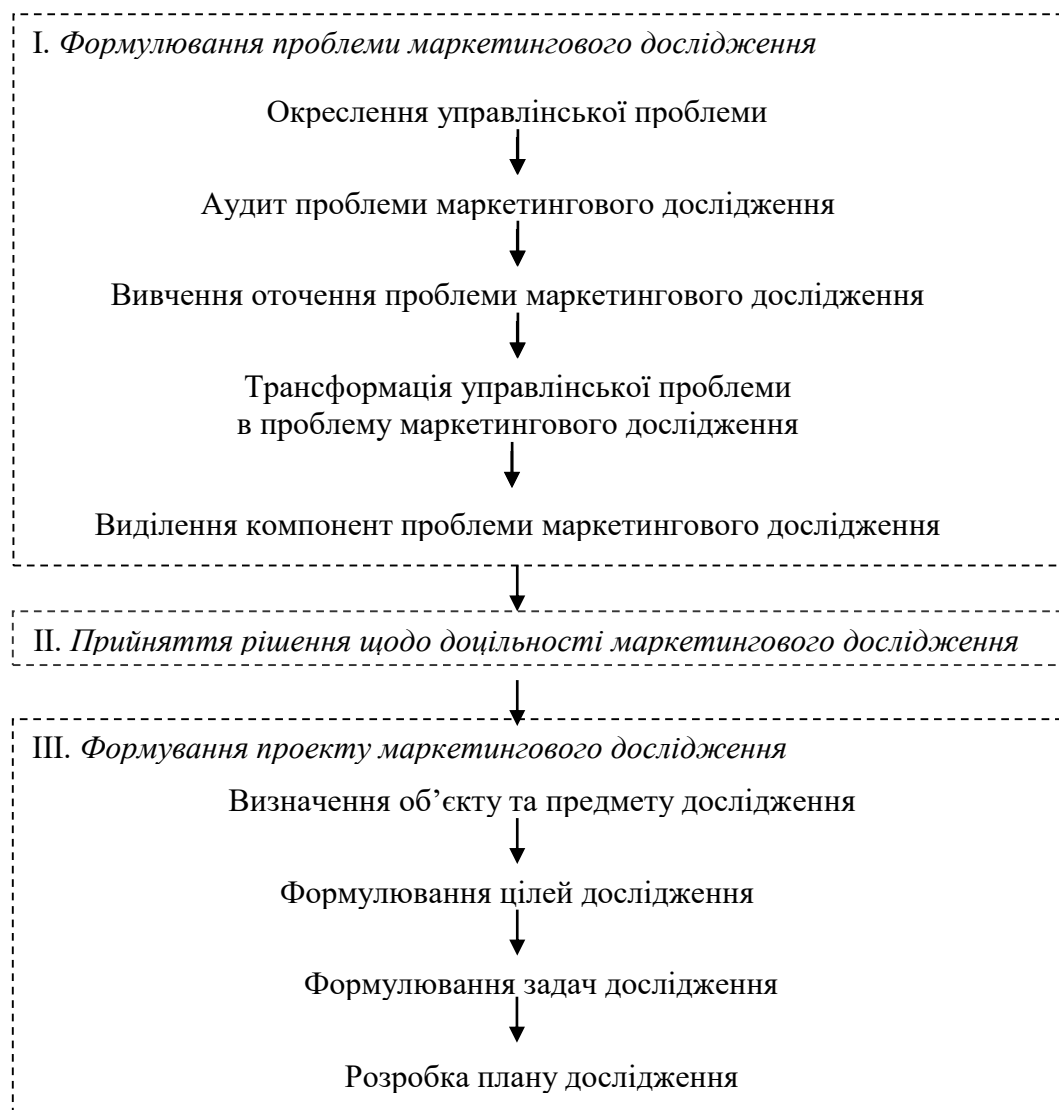 I. Формулювання проблеми маркетингового дослідження
Окреслення управлінської проблеми
Аудит проблеми маркетингового дослідження
Вивчення оточення проблеми маркетингового дослідження
Трансформація управлінської проблеми
в проблему маркетингового дослідження
Виділення компонент проблеми маркетингового дослідження
II. Прийняття рішення щодо доцільності маркетингового дослідження
III. Формування проекту маркетингового дослідження
Визначення об’єкту та предмету дослідження
Формулювання цілей дослідження
Формулювання задач дослідження
Розробка плану дослідження